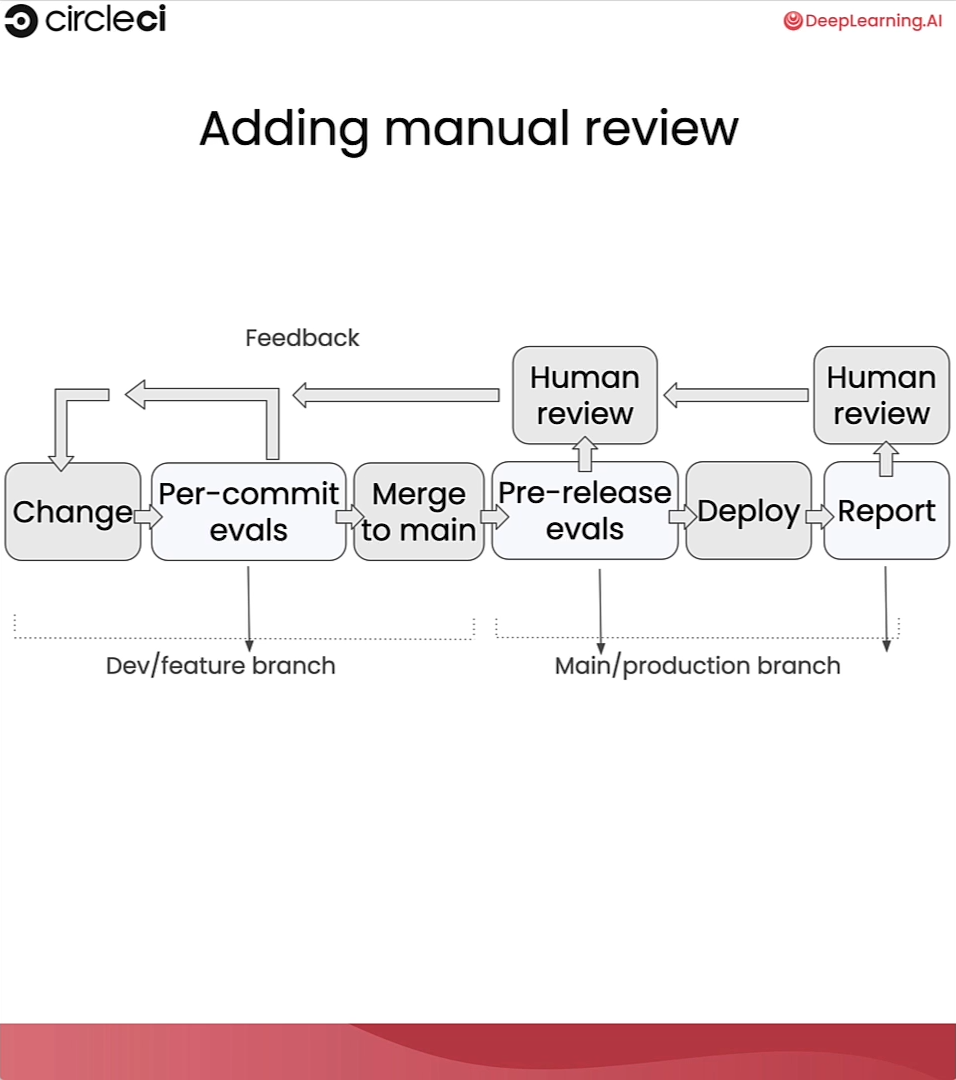 circleci
DeepLearning.AI
Adding manual review
Feedback
Human
review
Human
review
Change
Per-commit
evals
Merge
to main
Pre-release
evals
Deploy
Report
Dev/feature branch
Main/production branch